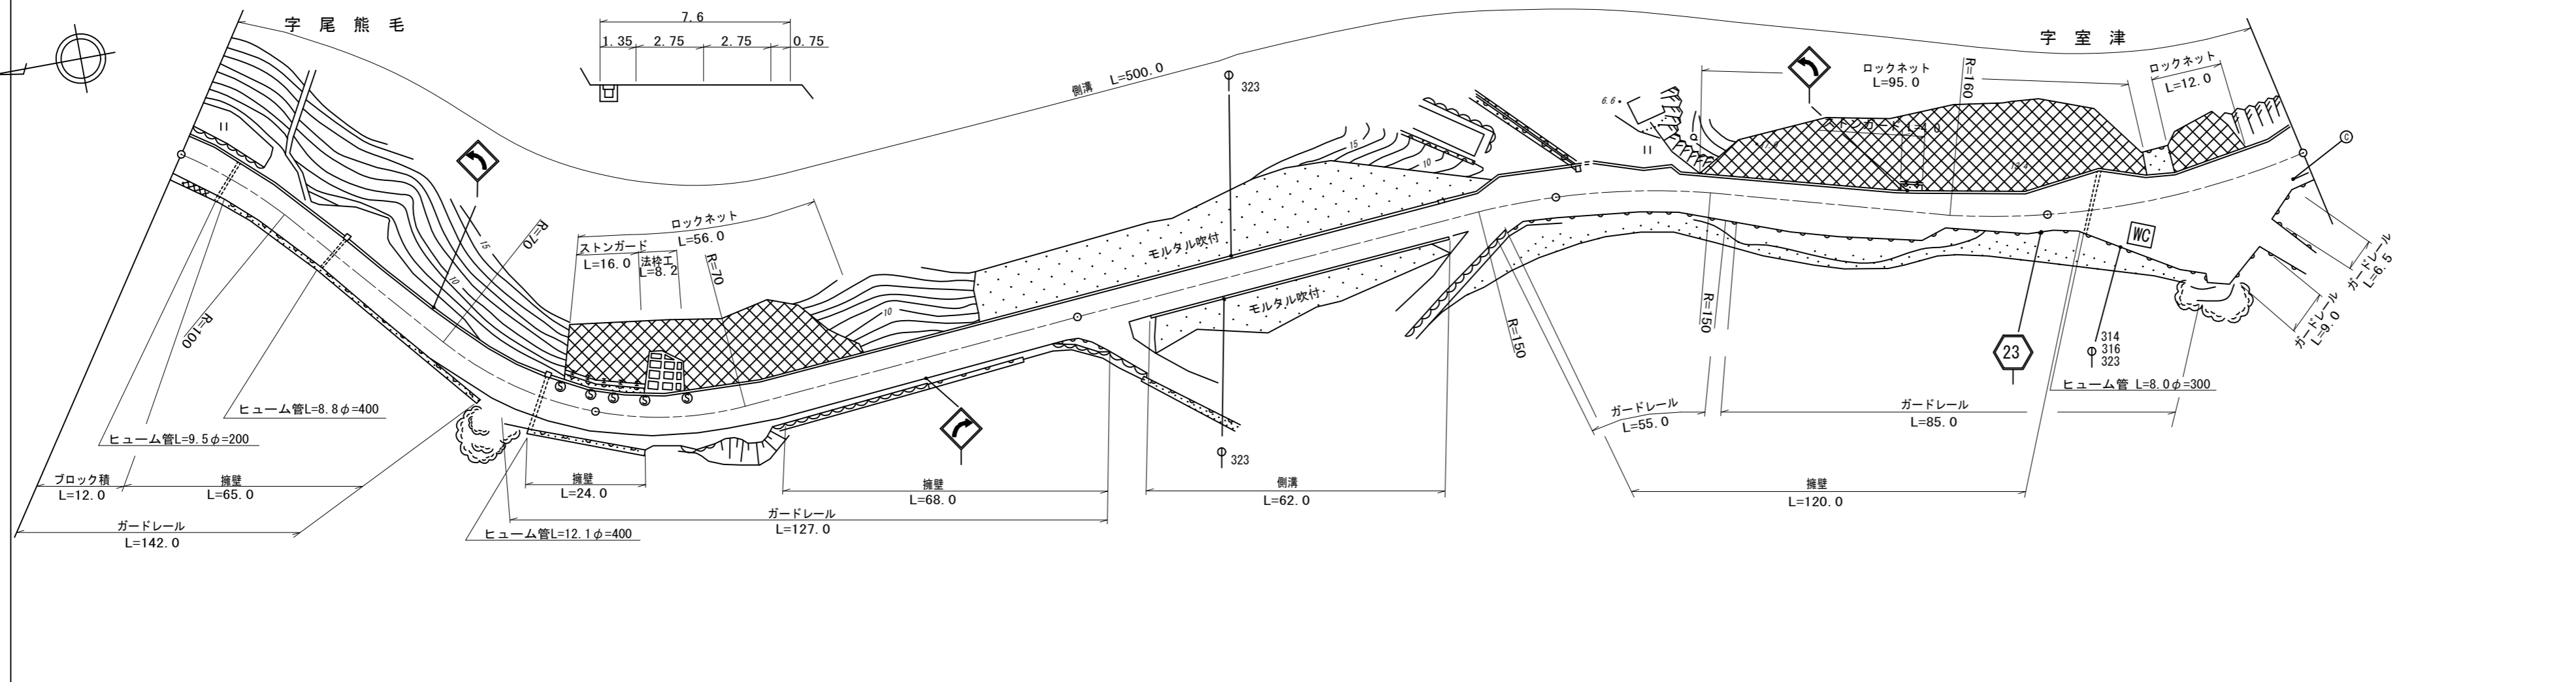 字 尾 熊 毛
7.6
1.35 2.75 2.75 0.75
側溝 L=500.0
323
字 室 津
ロックネット
L=95.0
R=160
ロックネット
L=12.0
6.6
15
10
ストンガード L=4.0
13.4
C
R=70
15
10
ロックネット
L=56.0
ストンガード
L=16.0
法枠工
L=8.2
R=70
10
モルタル吹付
モルタル吹付
R=100
S S S S S
R=150
R=150
WC
23
314
316
323
ガードレール
L=6.5
ガードレール
L=9.0
ヒューム管 L=8.0φ=300
ヒューム管L=8.8φ=400
ヒューム管L=9.5φ=200
ブロック積
L=12.0
擁壁
L=65.0
ガードレール
L=142.0
擁壁
L=24.0
ヒューム管L=12.1φ=400
擁壁
L=68.0
ガードレール
L=127.0
323
側溝
L=62.0
ガードレール
L=55.0
ガードレール
L=85.0
擁壁
L=120.0